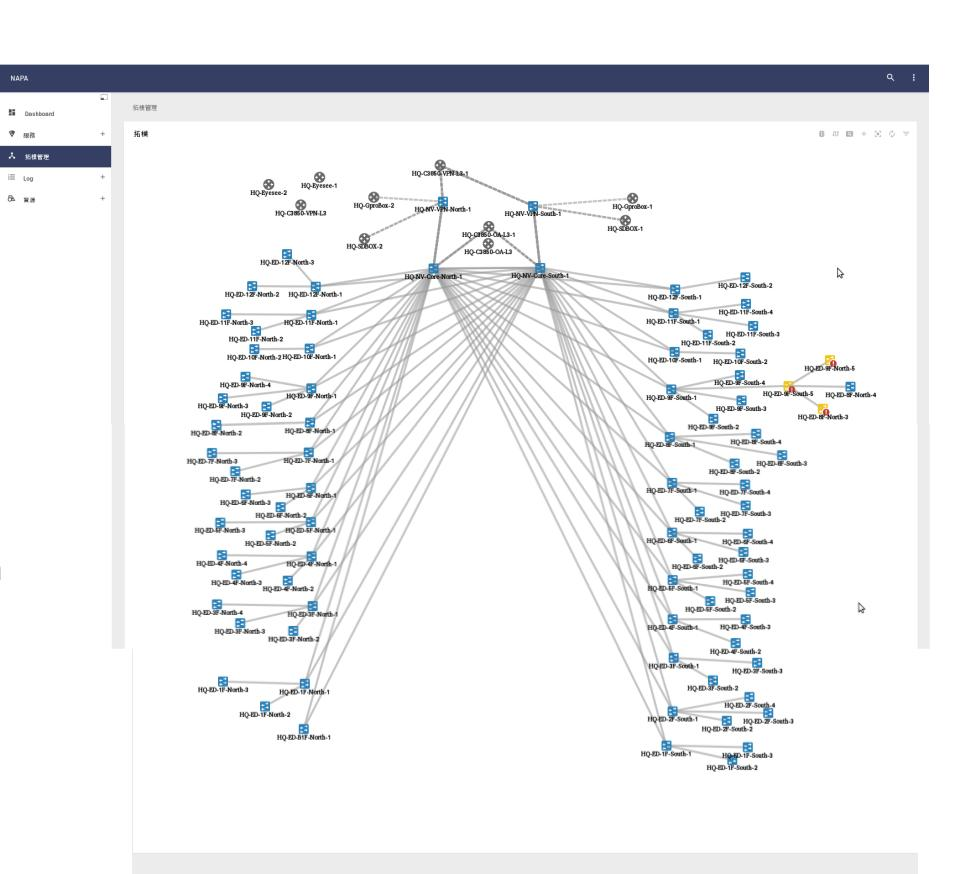 NAPA
Dashboard
服務
拓樸管理
Log
資源
拓樸管理
拓樸
HQ-C3850-VPN-L3-1
HQ-Eyesee-1
HQ-Eyesee-2
HQ-C3850-VPN-L3
HQ-GproBox-2
HQ-NV-VPN-North-1
HQ-NV-VPN-South-1
HQ-GproBox-1
HQ-SDBOX-1
HQ-SDBOX-2
HQ-C3850-OA-L3-1
HQ-C3850-OA-L3
HQ-ED-12F-North-3
HQ-NV-Core-North-1
HQ-NV-Core-South-1
HQ-ED-12F-North-2
HQ-ED-12F-North-1
HQ-ED-12F-South-1
HQ-ED-12F-South-2
HQ-ED-11F-North-3
HQ-ED-11F-North-1
HQ-ED-11F-South-1
HQ-ED-11F-South-4
HQ-ED-11F-North-2
HQ-ED-11F-South-2
HQ-ED-11F-South-3
HQ-ED-10F-North-2
HQ-ED-10F-North-1
HQ-ED-10F-South-1
HQ-ED-10F-South-2
HQ-ED-9F-North-5
HQ-ED-9F-North-4
HQ-ED-9F-North-1
HQ-ED-9F-South-1
HQ-ED-9F-South-4
HQ-ED-9F-South-5
HQ-ED-8F-North-4
HQ-ED-9F-North-3
HQ-ED-9F-North-2
HQ-ED-9F-South-3
HQ-ED-8F-North-3
HQ-ED-9F-South-2
HQ-ED-8F-North-2
HQ-ED-8F-North-1
HQ-ED-8F-South-1
HQ-ED-8F-South-4
HQ-ED-8F-South-3
HQ-ED-8F-South-2
HQ-ED-7F-North-3
HQ-ED-7F-North-1
HQ-ED-7F-North-2
HQ-ED-7F-South-1
HQ-ED-7F-South-4
HQ-ED-7F-South-3
HQ-ED-7F-South-2
HQ-ED-6F-North-3
HQ-ED-6F-North-1
HQ-ED-6F-North-2
HQ-ED-6F-South-1
HQ-ED-6F-South-4
HQ-ED-6F-South-3
HQ-ED-6F-South-2
HQ-ED-5F-North-3
HQ-ED-5F-North-1
HQ-ED-5F-North-2
HQ-ED-5F-South-1
HQ-ED-5F-South-4
HQ-ED-5F-South-3
HQ-ED-5F-South-2
HQ-ED-4F-North-4
HQ-ED-4F-North-1
HQ-ED-4F-North-3
HQ-ED-4F-North-2
HQ-ED-4F-South-1
HQ-ED-4F-South-3
HQ-ED-4F-South-2
HQ-ED-3F-North-4
HQ-ED-3F-North-1
HQ-ED-3F-North-3
HQ-ED-3F-North-2
HQ-ED-3F-South-1
HQ-ED-3F-South-3
HQ-ED-3F-South-2
HQ-ED-1F-North-3
HQ-ED-1F-North-1
HQ-ED-1F-North-2
HQ-ED-2F-South-1
HQ-ED-2F-South-4
HQ-ED-2F-South-3
HQ-ED-2F-South-2
HQ-ED-B1F-North-1
HQ-ED-1F-South-1
HQ-ED-1F-South-3
HQ-ED-1F-South-2